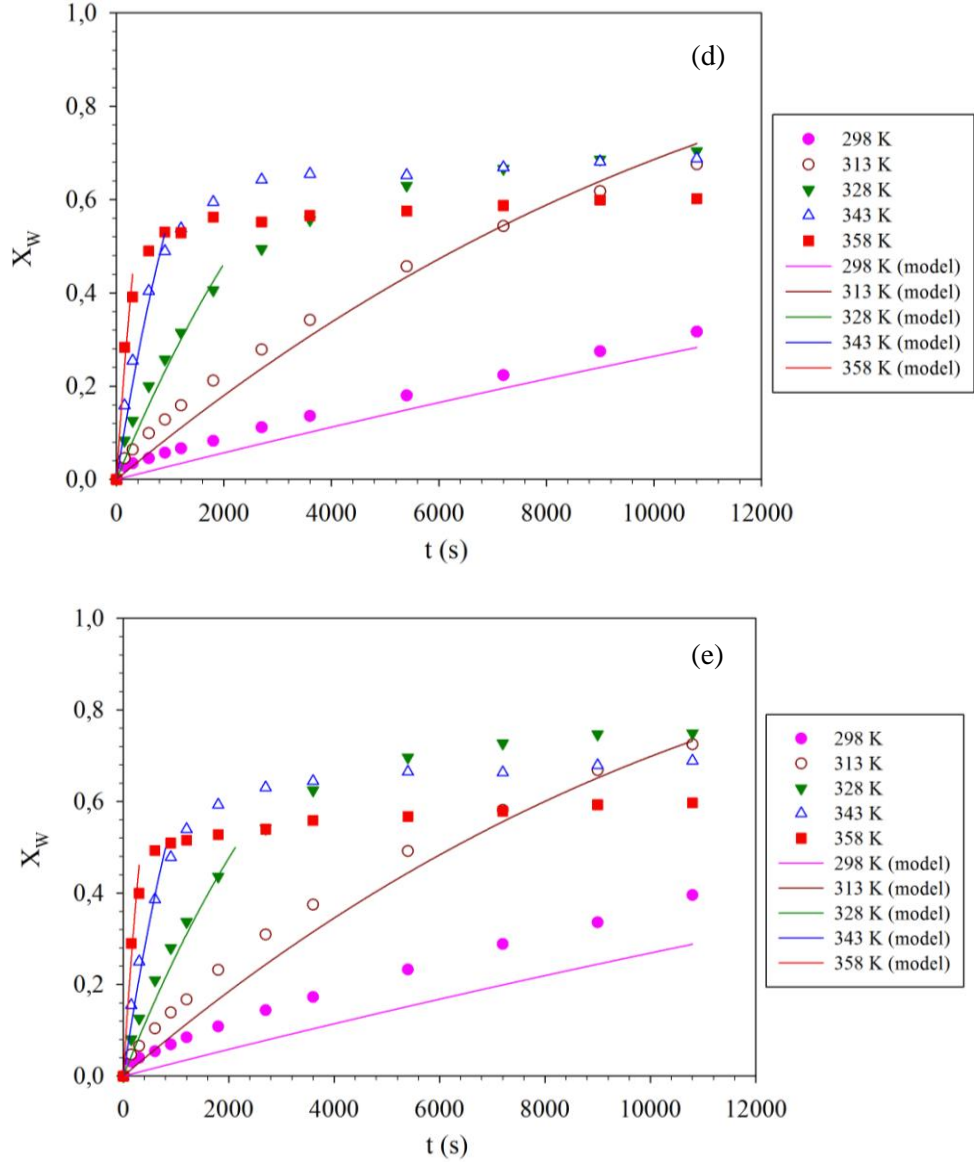 (d)
1,0
0,8
0,6
0,4
0,2
0,0
X_W
0 2000 4000 6000 8000 10000 12000
t (s)
298 K
313 K
328 K
343 K
358 K
298 K (model)
313 K (model)
328 K (model)
343 K (model)
358 K (model)
(e)
1,0
0,8
0,6
0,4
0,2
0,0
X_W
0 2000 4000 6000 8000 10000 12000
t (s)
298 K
313 K
328 K
343 K
358 K
298 K (model)
313 K (model)
328 K (model)
343 K (model)
358 K (model)